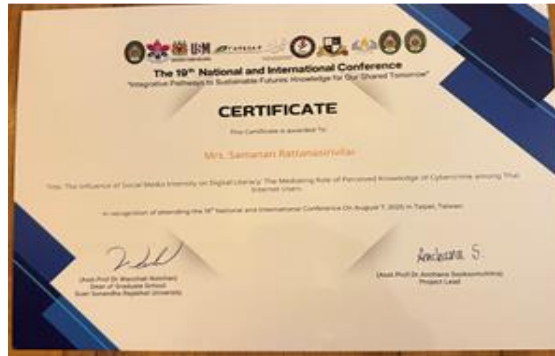 USM
The 19th National and International Conference
"Integrative Pathways to Sustainable Futures: Knowledge for Our Shared Tomorrow"
CERTIFICATE
This Certificate is awarded To
Mrs. Samanan Rattanasirivilai
Title: The Influence of Social Media Intensity on Digital Literacy: The Mediating Role of Perceived Knowledge of Cybercrime among Thai
Internet Users
In recognition of attending the 19th National and International Conference On August 7, 2025 in Taipei, Taiwan
Anchana S.
Dean of Graduate School
Suan Sunandha Rajabhat University
Project Lead